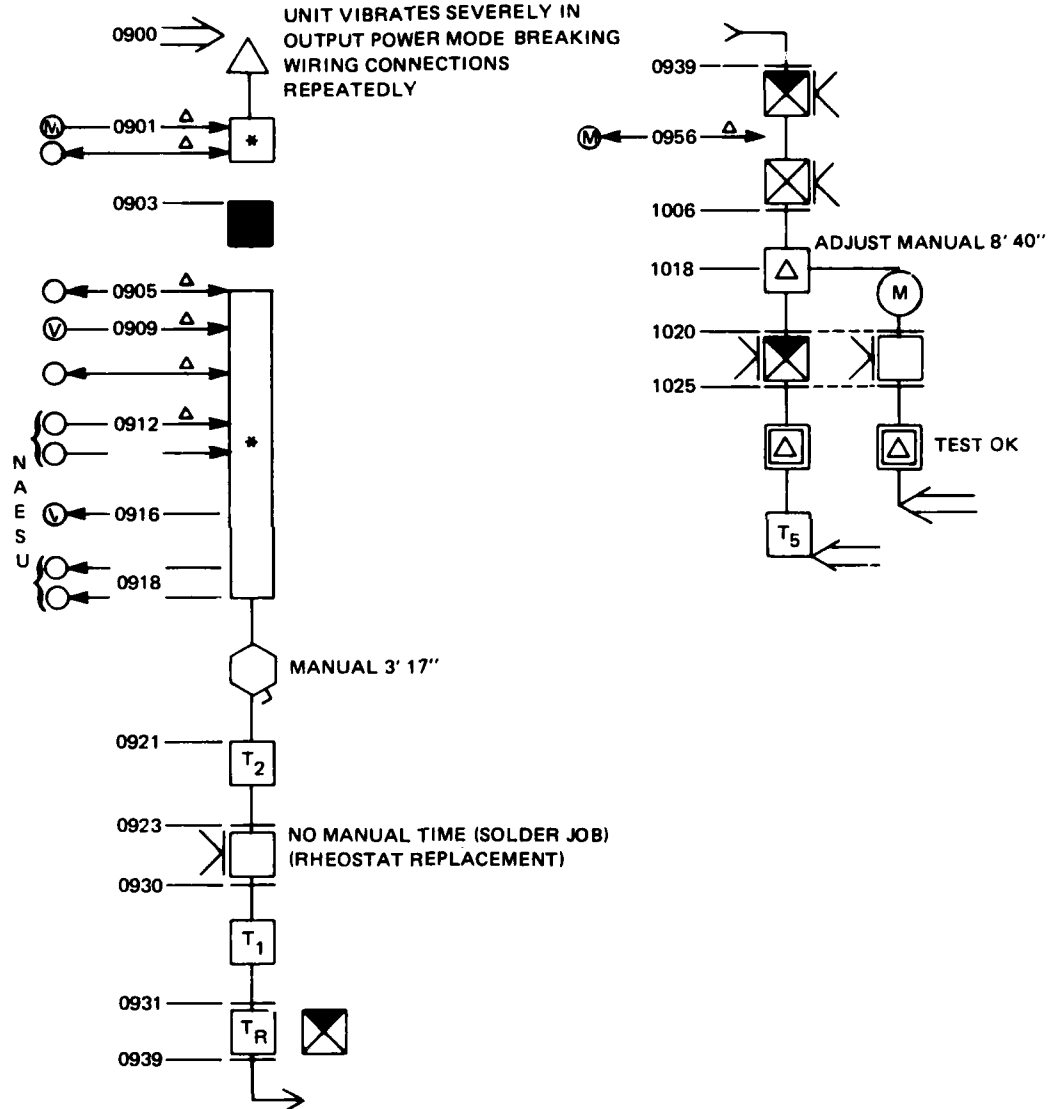 0900
UNIT VIBRATES SEVERELY IN
OUTPUT POWER MODE BREAKING
WIRING CONNECTIONS
REPEATEDLY
M 0901
*
0903
0905
V 0909
0912
*
NAESU
0916
0918
MANUAL 3' 17"
0921
T2
0923
NO MANUAL TIME (SOLDER JOB)
(RHEOSTAT REPLACEMENT)
0930
T1
0931
TR
0939
0939
M 0956
1006
ADJUST MANUAL 8' 40"
1018
M
1020
1025
TEST OK
T5